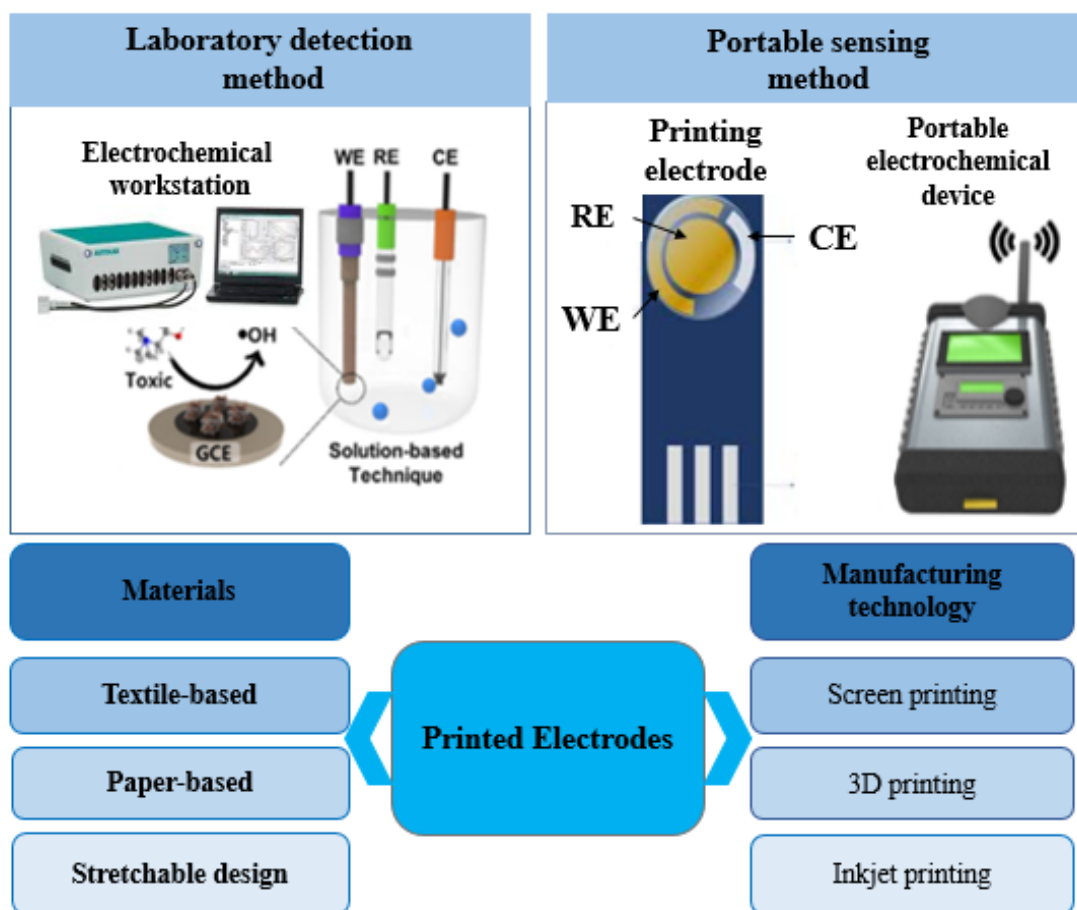 Laboratory detection
method
Portable sensing
method
Electrochemical
workstation
WE RE CE
•OH
Toxic
GCE
Solution-based
Technique
Printing
electrode
RE
CE
WE
Portable
electrochemical
device
Materials
Textile-based
Paper-based
Stretchable design
Printed Electrodes
Manufacturing
technology
Screen printing
3D printing
Inkjet printing